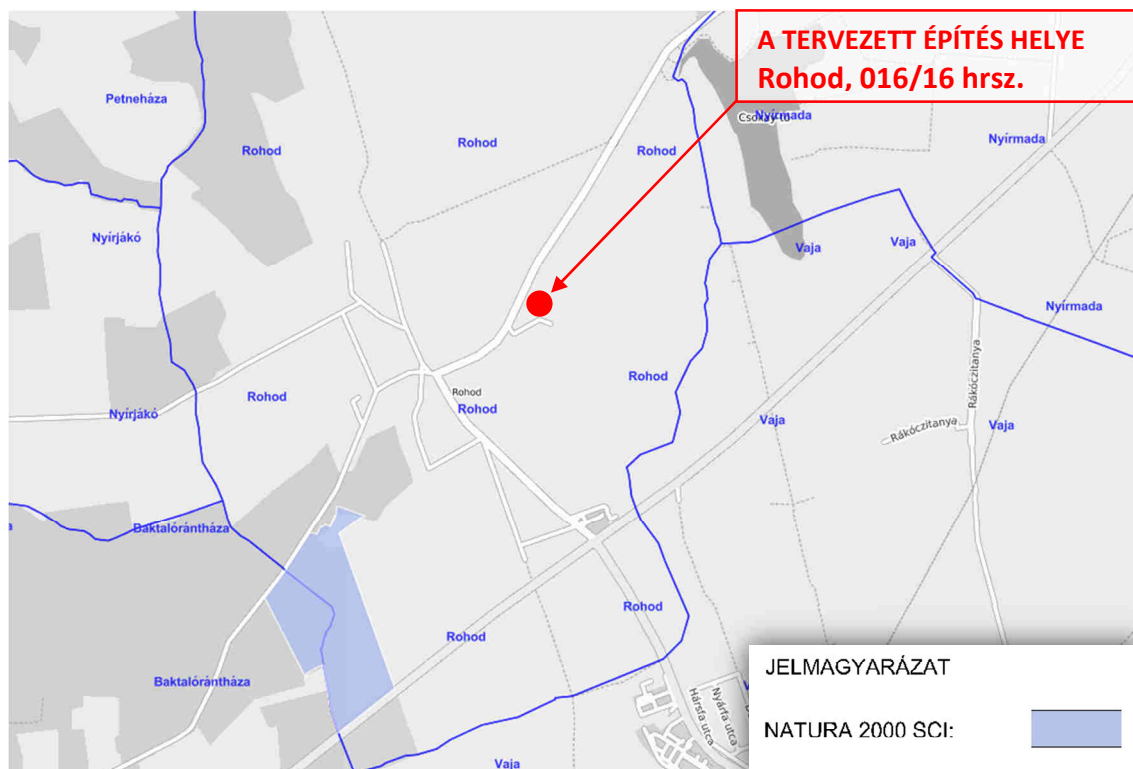 A TERVEZETT ÉPÍTÉS HELYE
Rohod, 016/16 hrsz.
Petneháza
Rohod
Rohod
Rohod
Csókay-tó
Nyírmada
Nyírmada
Nyírjákó
Vaja
Vaja
Nyírmada
Rohod
Rohod
Rohod
Rohod
Nyírjákó
Vaja
Rákóczitanya
Rákóczitanya
Vaja
Baktalórántháza
Rohod
Rohod
Baktalórántháza
Hársfa utca
Nyárfa utca
Vaja
JELMAGYARÁZAT
NATURA 2000 SCI: